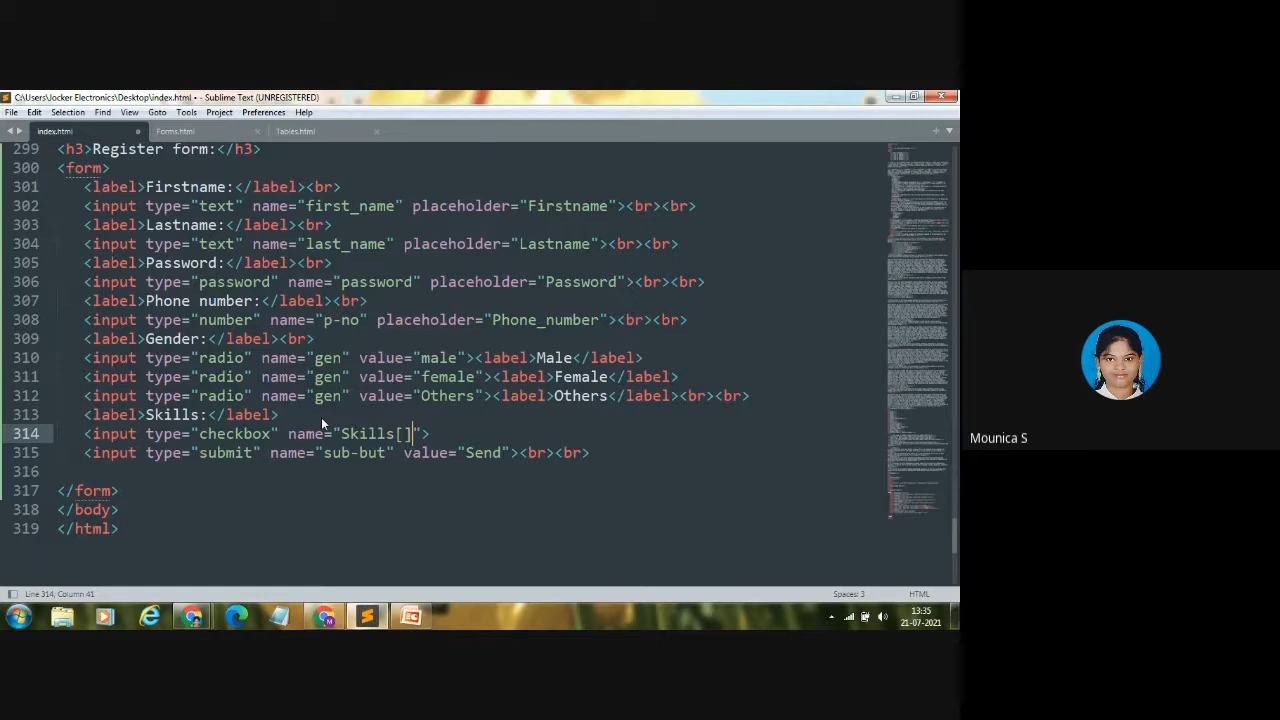 C:\Users\Jocker Electronics\Desktop\index.html • - Sublime Text (UNREGISTERED)
File Edit Selection Find View Goto Tools Project Preferences Help
index.html Forms.html Tables.html
299 <h3>Register form:</h3>
300 <form>
301 <label>Firstname:</label><br>
302 <input type="text" name="first_name" placeholder="Firstname"><br><br>
303 <label>Lastname:</label><br>
304 <input type="text" name="last_name" placeholder="Lastname"><br><br>
305 <label>Password:</label><br>
306 <input type="password" name="password" placeholder="Password"><br><br>
307 <label>Phone number:</label><br>
308 <input type="number" name="p-no" placeholder="Phone_number"><br><br>
309 <label>Gender:</label><br>
310 <input type="radio" name="gen" value="male"><label>Male</label>
311 <input type="radio" name="gen" value="female"><label>Female</label>
312 <input type="radio" name="gen" value="Others"><label>Others</label><br><br>
313 <label>Skills:</label>
314 <input type="checkbox" name="Skills[]">
315 <input type="submit" name="sub-but" value="Send"><br><br>
316
317 </form>
318 </body>
319 </html>
Mounica S
Line 314, Column 41 Spaces: 3 HTML
13:35
21-07-2021